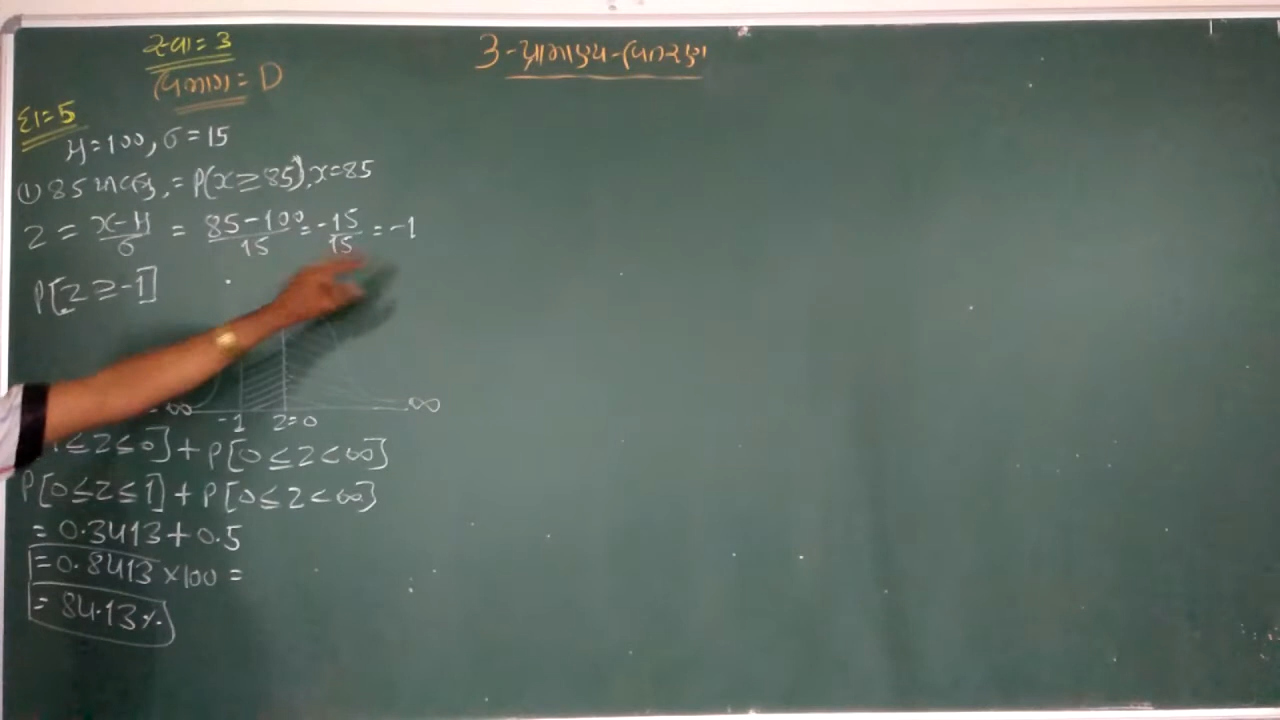 સ્વા = 3
વિભાગ = D
3-પ્રામાણ્ય-વિતરણ
દા=5
μ=100, σ=15
① 85 = P(x ≥ 85), x=85
Z = x-μ/σ = 85-100/15 = -15/15 = -1
P[Z ≥ -1]
-∞ -1 Z=0 ∞
≤ Z ≤ 0] + P[0 ≤ Z < ∞]
P[0 ≤ Z ≤ 1] + P[0 ≤ Z < ∞]
= 0.3413 + 0.5
= 0.8413 × 100 =
= 84.13%